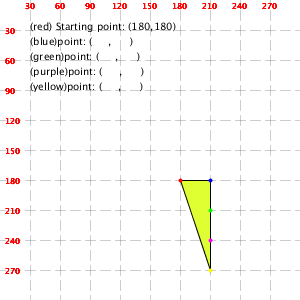 (red) Starting point: (180,180)
(blue)point: ( , )
(green)point: ( , )
(purple)point: ( , )
(yellow)point: ( , )
30
60
90
120
150
180
210
240
270
30 60 90 120 150 180 210 240 270